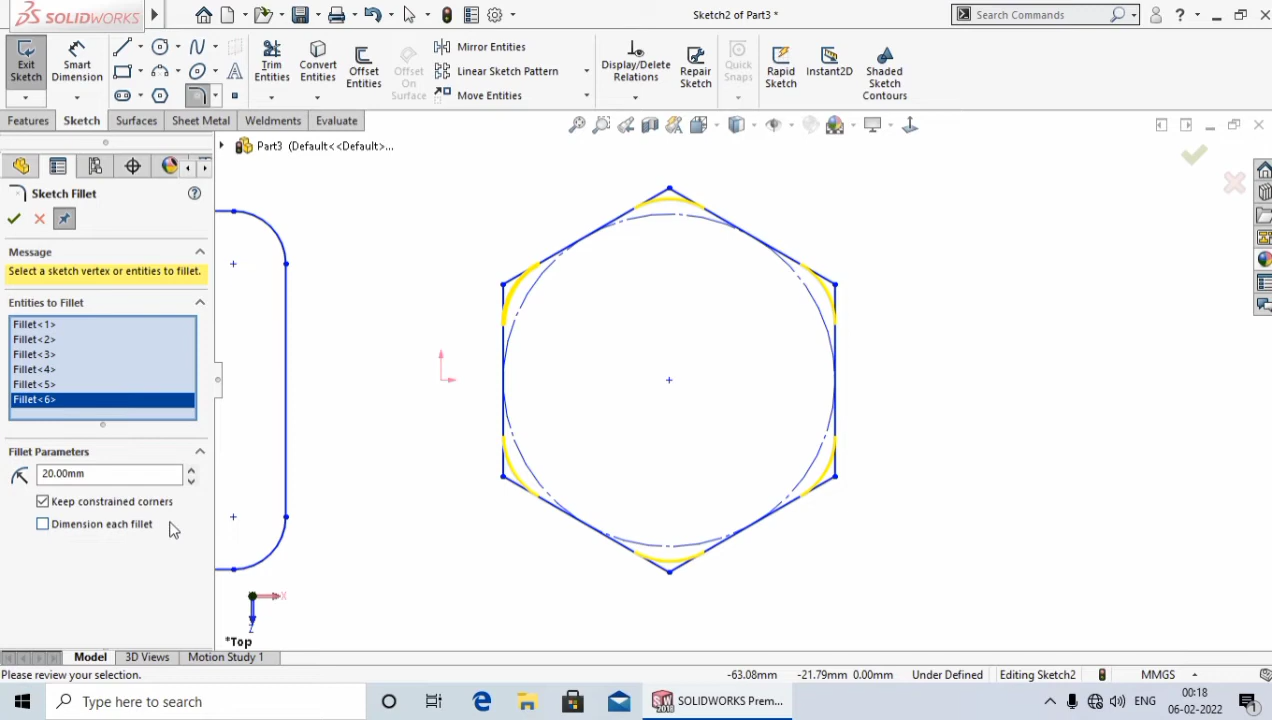 SOLIDWORKS
Sketch2 of Part3 *
Search Commands
Exit Sketch
Smart Dimension
Trim Entities
Convert Entities
Offset Entities
Offset On Surface
Mirror Entities
Linear Sketch Pattern
Move Entities
Display/Delete Relations
Repair Sketch
Quick Snaps
Rapid Sketch
Instant2D
Shaded Sketch Contours
Features
Sketch
Surfaces
Sheet Metal
Weldments
Evaluate
Part3 (Default<<Default>...
Sketch Fillet
Message
Select a sketch vertex or entities to fillet.
Entities to Fillet
Fillet<1>
Fillet<2>
Fillet<3>
Fillet<4>
Fillet<5>
Fillet<6>
Fillet Parameters
20.00mm
Keep constrained corners
Dimension each fillet
X
Z
*Top
Model
3D Views
Motion Study 1
Please review your selection.
-63.08mm
-21.79mm
0.00mm
Under Defined
Editing Sketch2
MMGS
Type here to search
SOLIDWORKS Prem...
ENG
00:18
06-02-2022